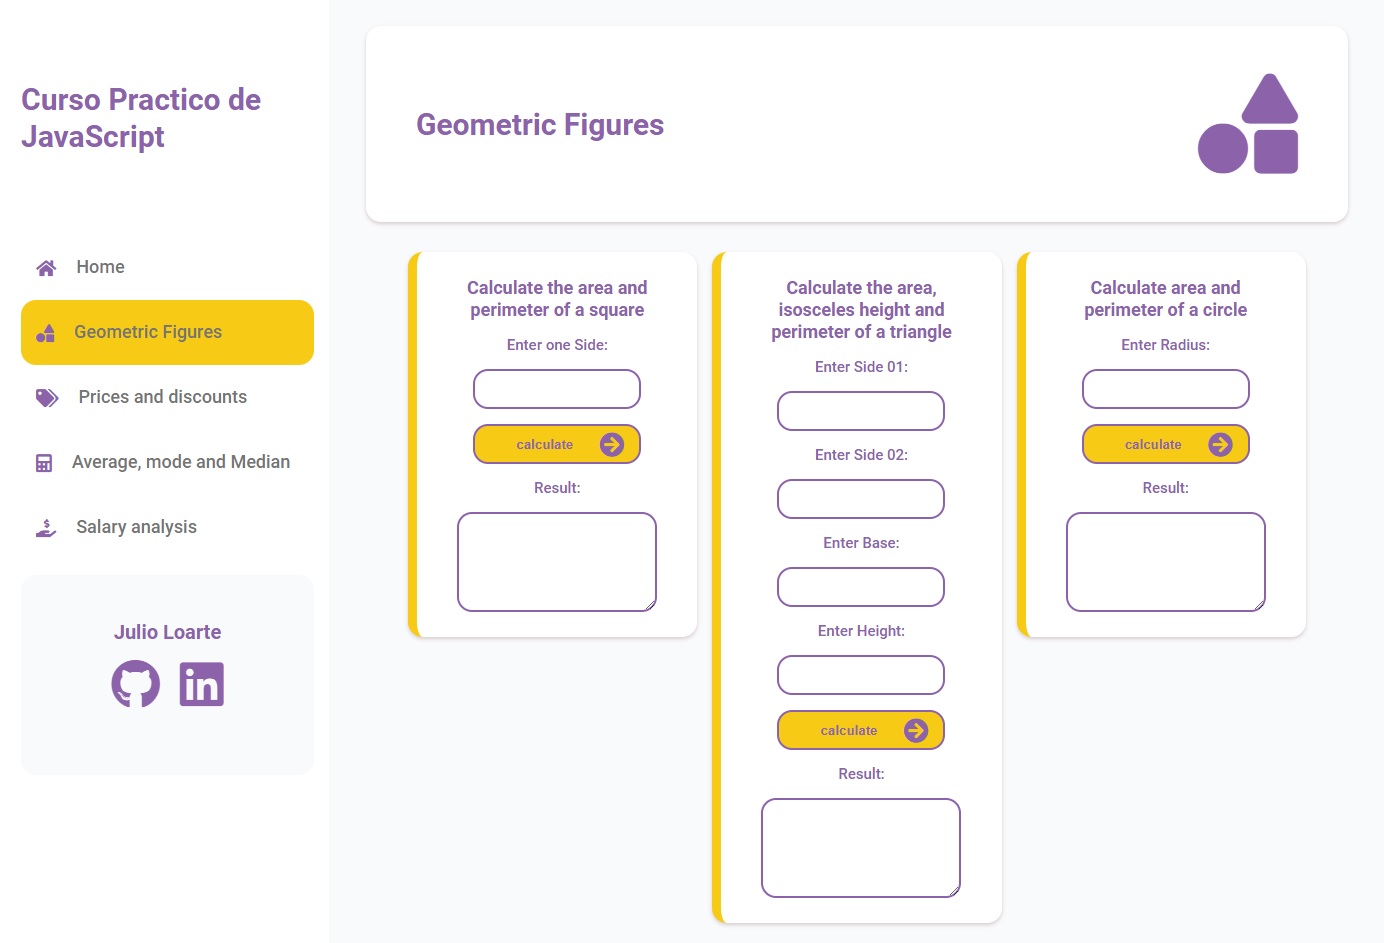 Curso Practico de
JavaScript
Home
Geometric Figures
Prices and discounts
Average, mode and Median
Salary analysis
Julio Loarte
Geometric Figures
Calculate the area and
perimeter of a square
Enter one Side:
calculate
Result:
Calculate the area,
isosceles height and
perimeter of a triangle
Enter Side 01:
Enter Side 02:
Enter Base:
Enter Height:
calculate
Result:
Calculate area and
perimeter of a circle
Enter Radius:
calculate
Result: